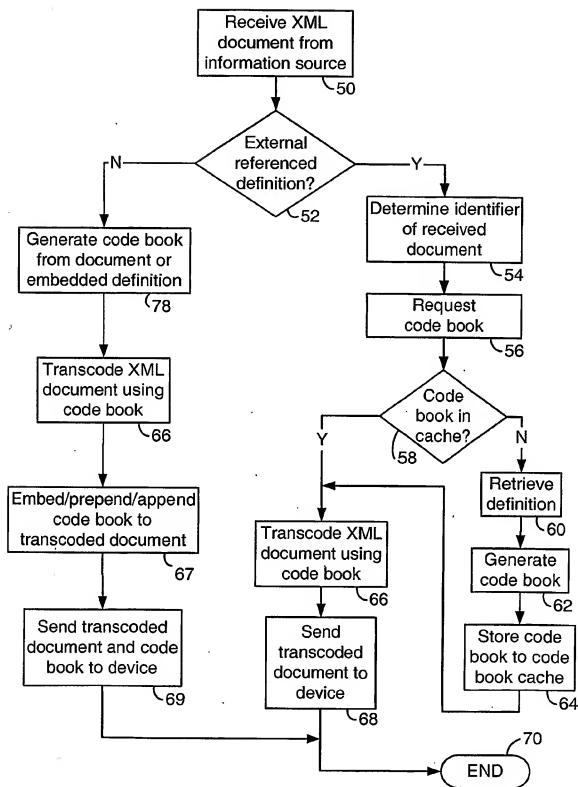 Receive XML
document from
information source
50
External
referenced
definition?
52
N
Y
Generate code book
from document or
embedded definition
78
Determine identifier
of received
document
54
Request
code book
56
Transcode XML
document using
code book
66
Code
book in
cache?
58
Y
N
Retrieve
definition
60
Embed/prepend/append
code book to
transcoded document
67
Transcode XML
document using
code book
66
Generate
code book
62
Send transcoded
document and code
book to device
69
Send
transcoded
document to
device
68
Store code
book to code
book cache
64
70
END